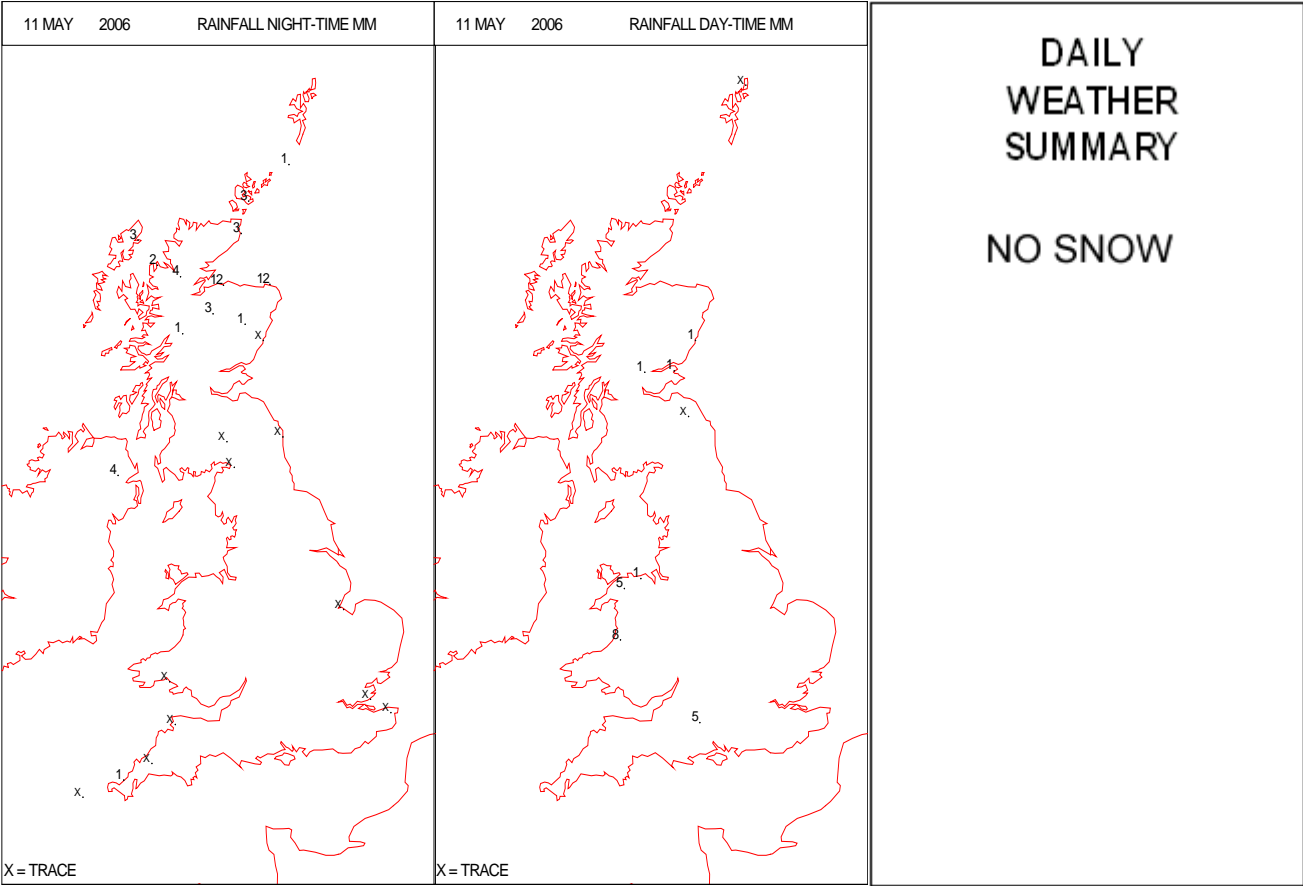 11 MAY 2006 RAINFALL NIGHT-TIME MM
1.
3.
3.
3.
2.
4.
12.
12.
3.
1.
1.
X.
X.
X.
X.
4.
X.
X.
X.
X.
X.
X.
1.
X.
X = TRACE
11 MAY 2006 RAINFALL DAY-TIME MM
X.
1.
1.
1.
X.
1.
5.
8.
5.
X = TRACE
DAILY
WEATHER
SUMMARY
NO SNOW